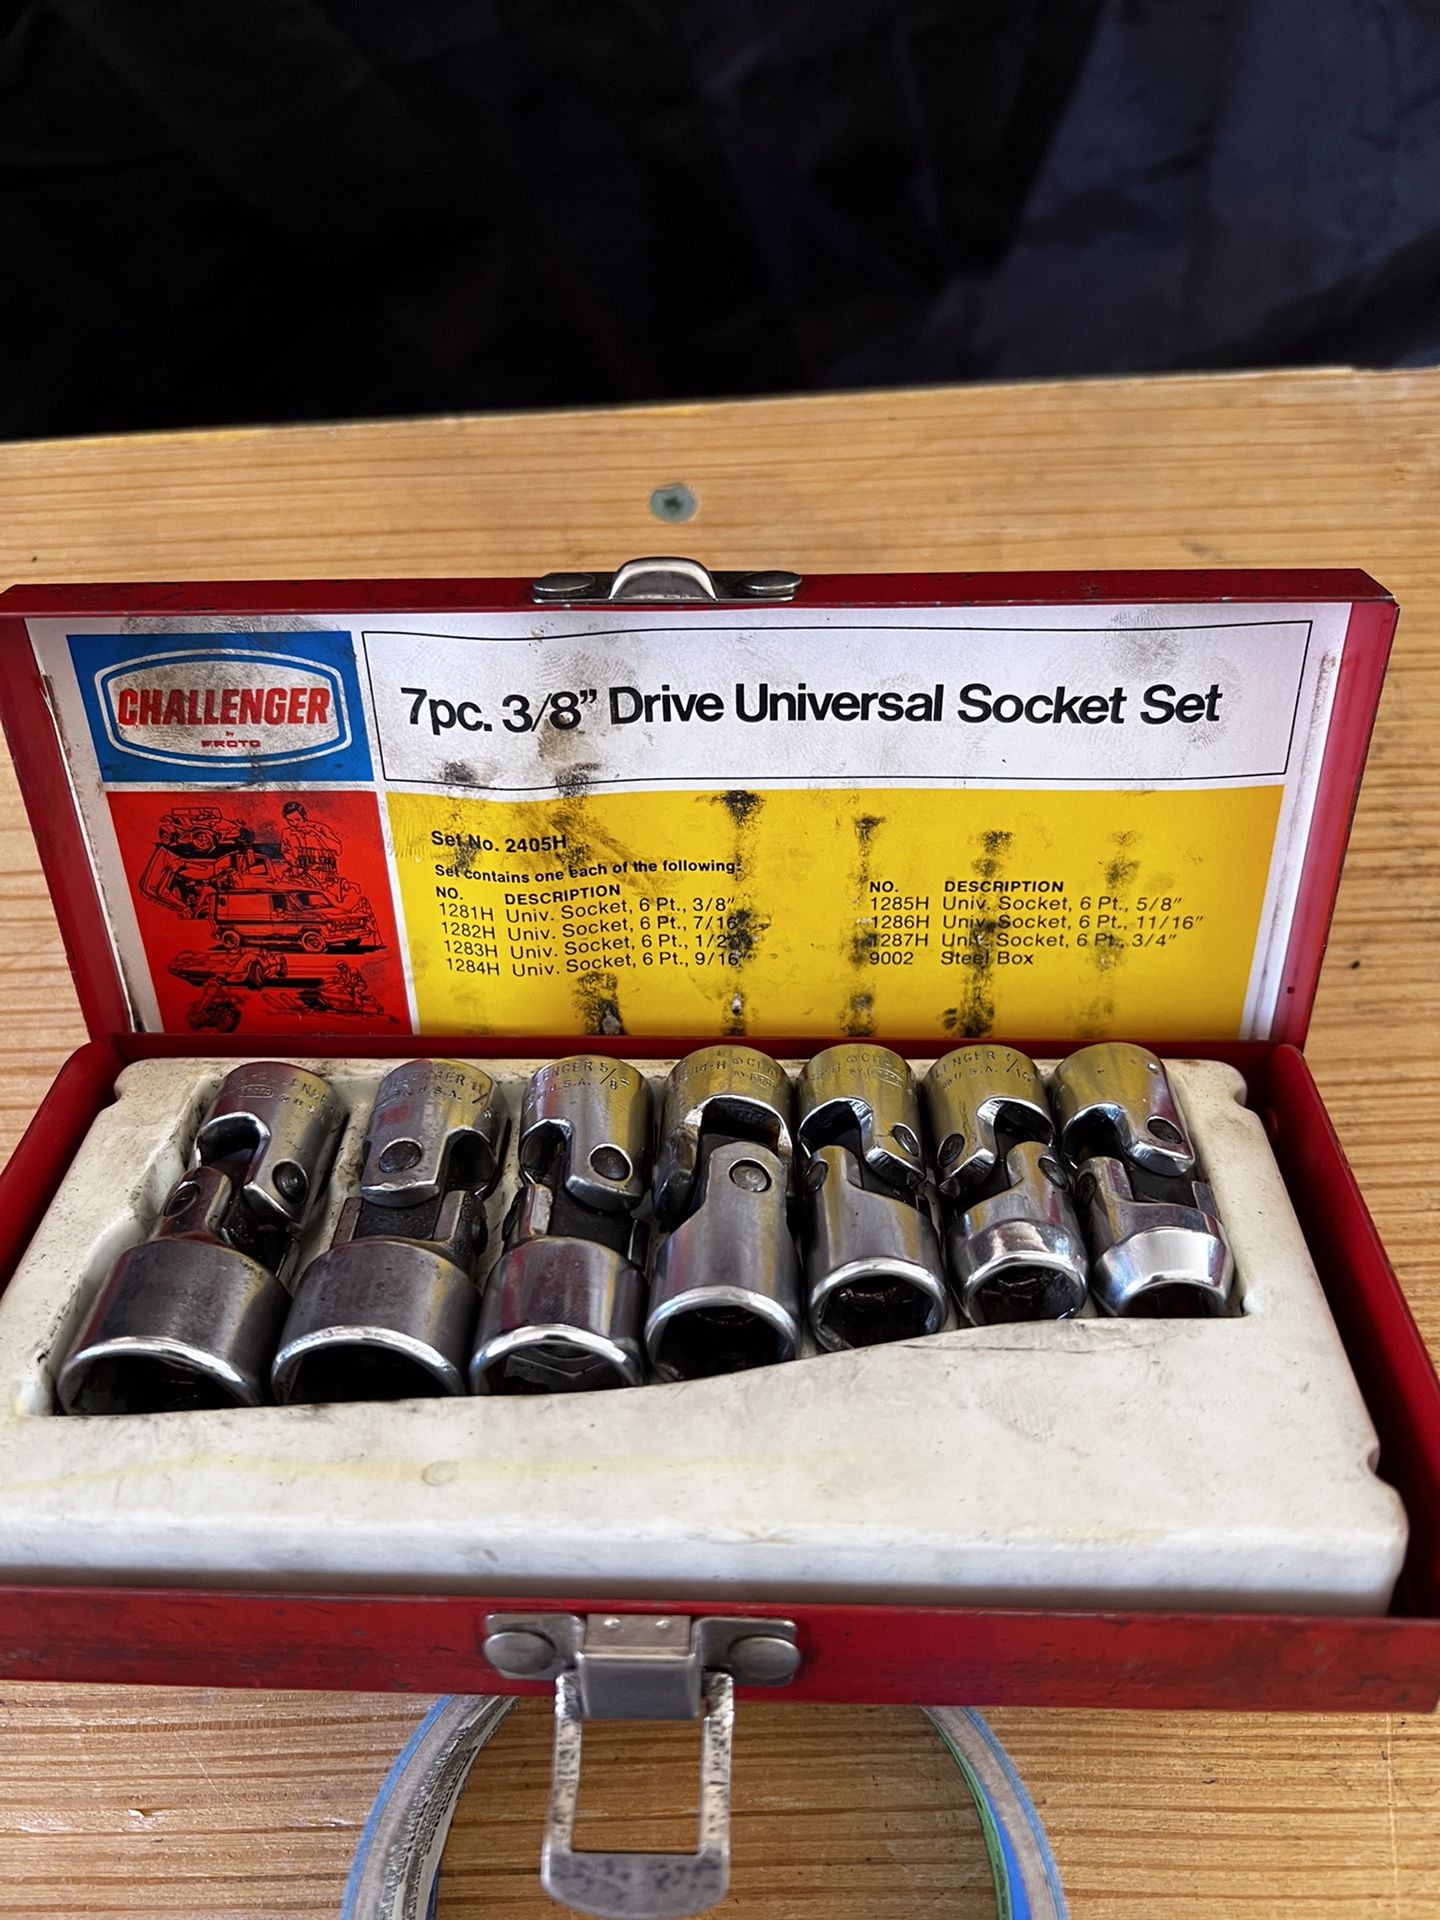 CHALLENGER
®
by
PROTO
7pc. 3/8” Drive Universal Socket Set
Set No. 2405H
Set contains one each of the following:
NO. DESCRIPTION
1281H Univ. Socket, 6 Pt., 3/8”
1282H Univ. Socket, 6 Pt., 7/16”
1283H Univ. Socket, 6 Pt., 1/2”
1284H Univ. Socket, 6 Pt., 9/16”
NO. DESCRIPTION
1285H Univ. Socket, 6 Pt., 5/8”
1286H Univ. Socket, 6 Pt., 11/16”
1287H Univ. Socket, 6 Pt., 3/4”
9002 Steel Box
LENGER 5/8"
U.S.A.
LENGER
U.S.A.